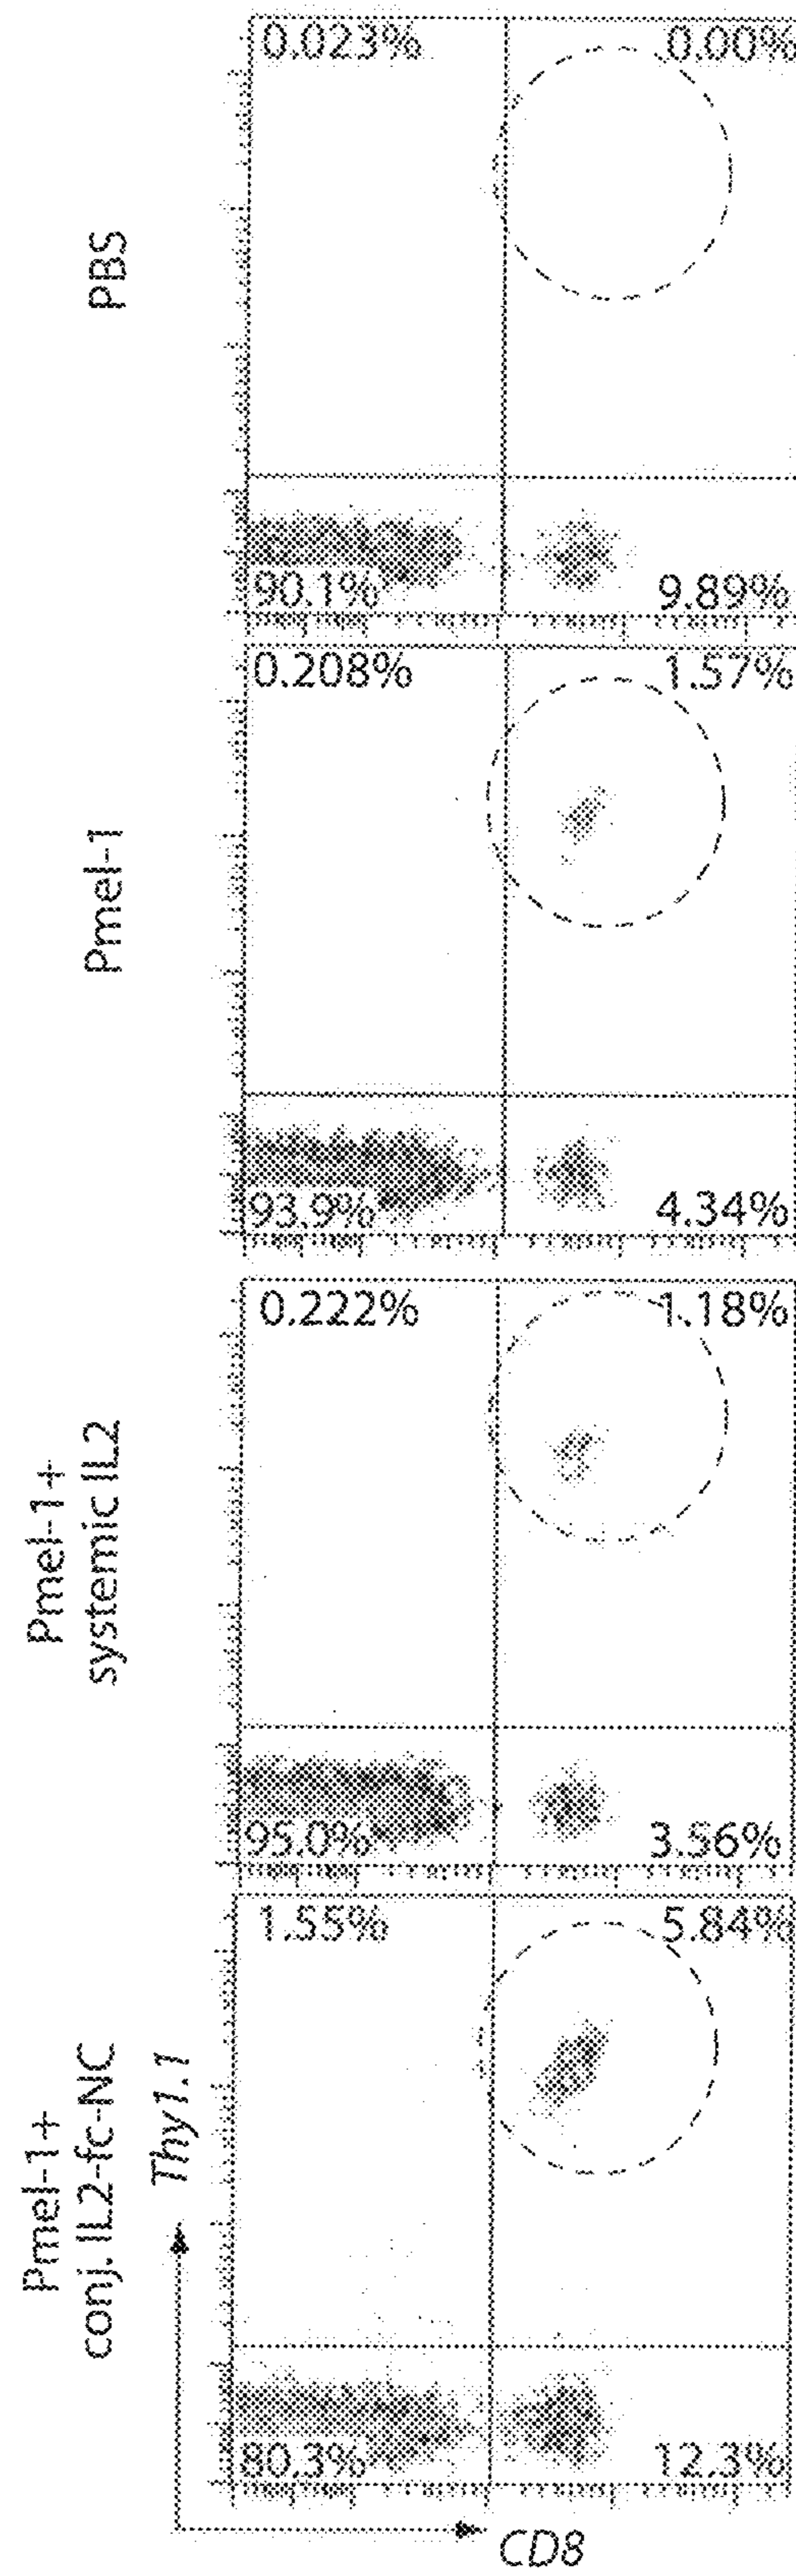 PBS
0.023%
0.00%
90.1%
9.89%
Pmel-1
0.208%
1.57%
93.9%
4.34%
Pmel-1+
systemic IL2
0.222%
1.18%
95.0%
3.56%
Pmel-1+
conj. IL2-fc-NC
Thy1.1
1.55%
5.84%
80.3%
12.3%
CD8